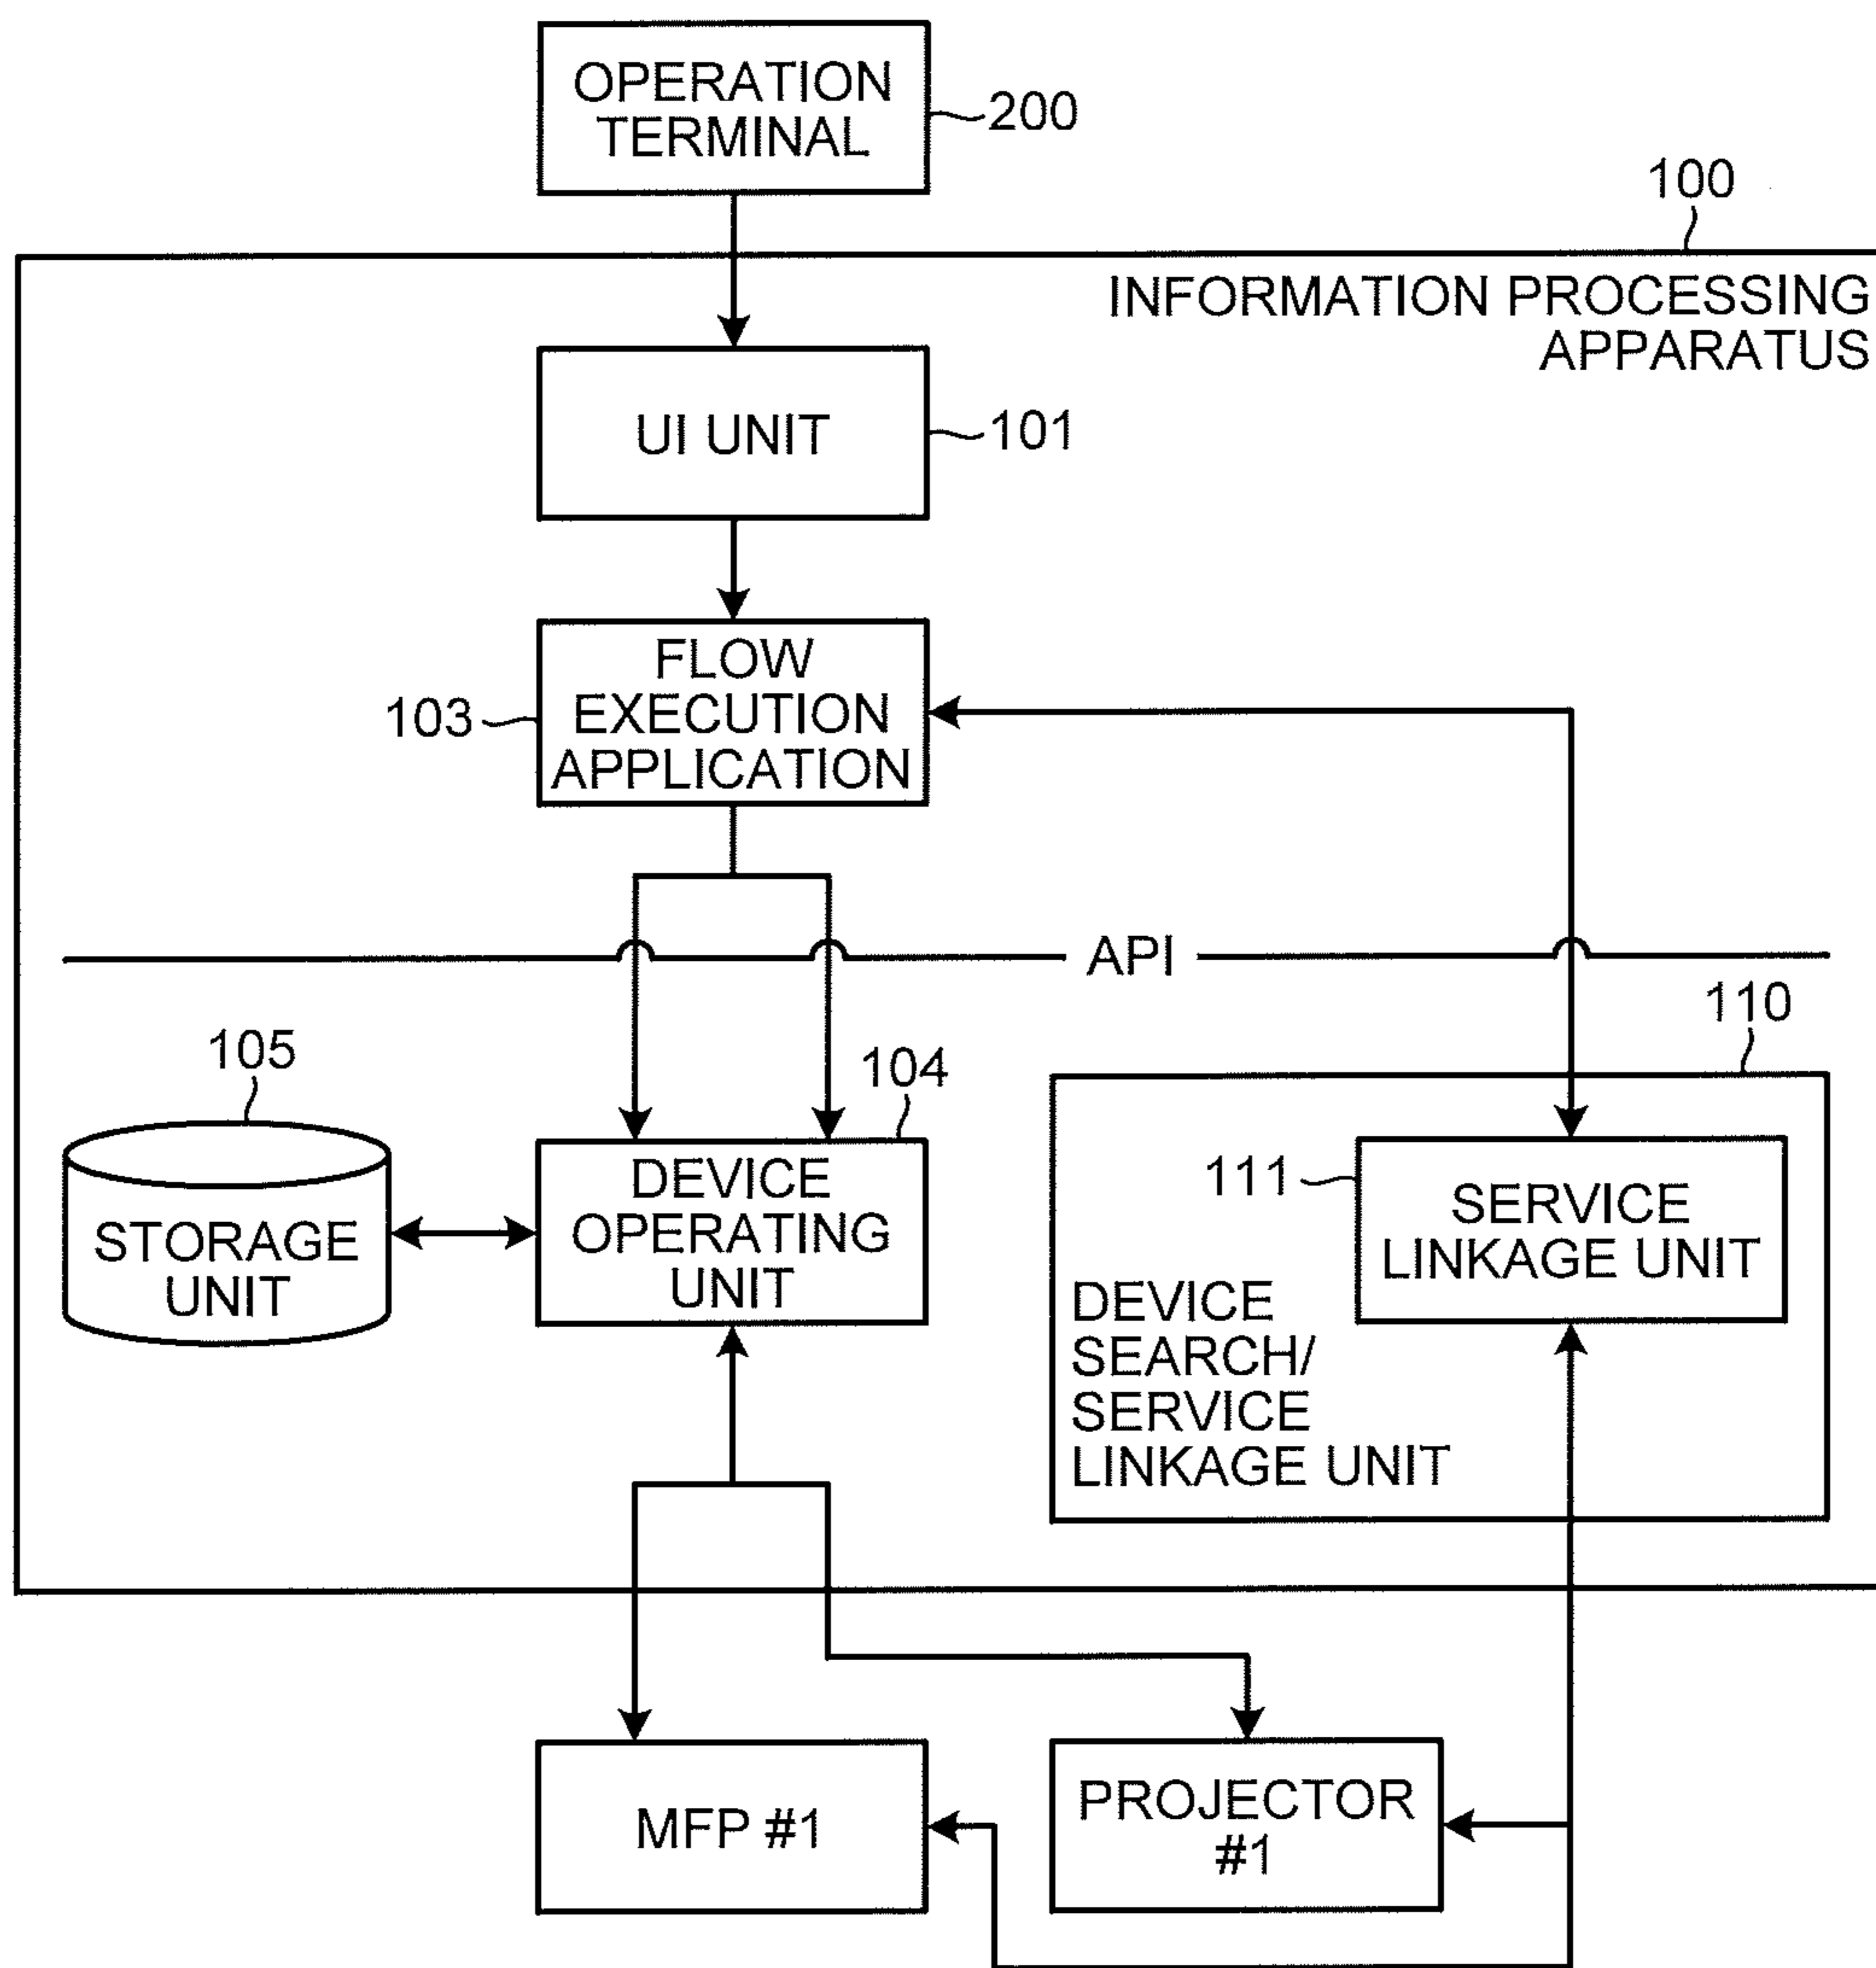 OPERATION
TERMINAL
200
100
INFORMATION PROCESSING
APPARATUS
UI UNIT
101
FLOW
EXECUTION
APPLICATION
103
API
110
105
104
STORAGE
UNIT
DEVICE
OPERATING
UNIT
111
SERVICE
LINKAGE UNIT
DEVICE
SEARCH/
SERVICE
LINKAGE UNIT
MFP #1
PROJECTOR
#1